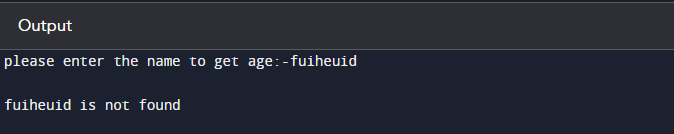 Output
please enter the name to get age:-fuiheuid
fuiheuid is not found